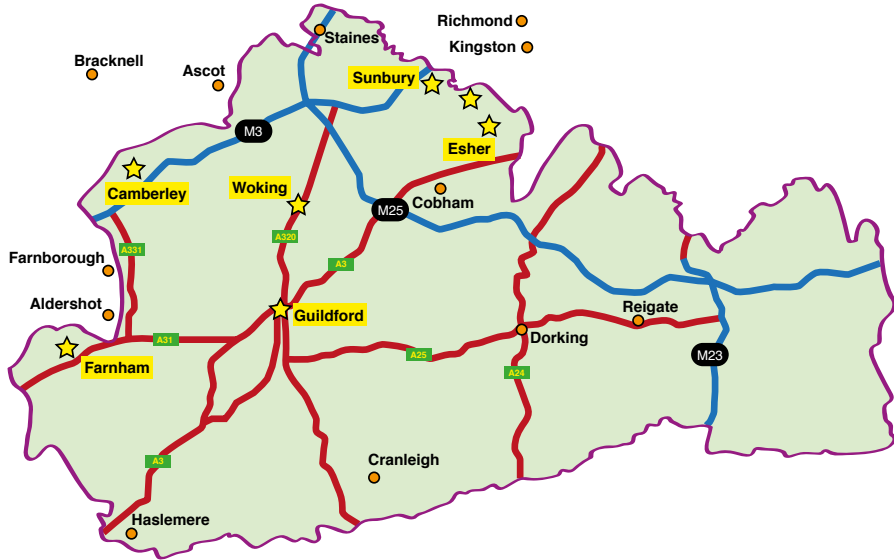 Richmond
Staines
Kingston
Bracknell
Ascot
Sunbury
M3
Esher
Camberley
Woking
Cobham
M25
A320
A331
Farnborough
A3
Aldershot
Guildford
Reigate
Dorking
A31
A25
M23
Farnham
A24
Cranleigh
A3
Haslemere